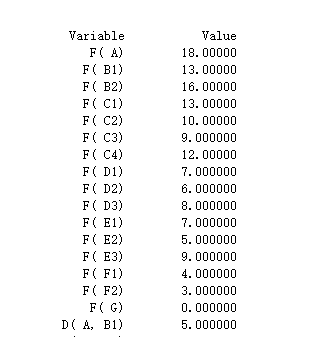 Variable Value
F( A) 18.00000
F( B1) 13.00000
F( B2) 16.00000
F( C1) 13.00000
F( C2) 10.00000
F( C3) 9.000000
F( C4) 12.00000
F( D1) 7.000000
F( D2) 6.000000
F( D3) 8.000000
F( E1) 7.000000
F( E2) 5.000000
F( E3) 9.000000
F( F1) 4.000000
F( F2) 3.000000
F( G) 0.000000
D( A, B1) 5.000000